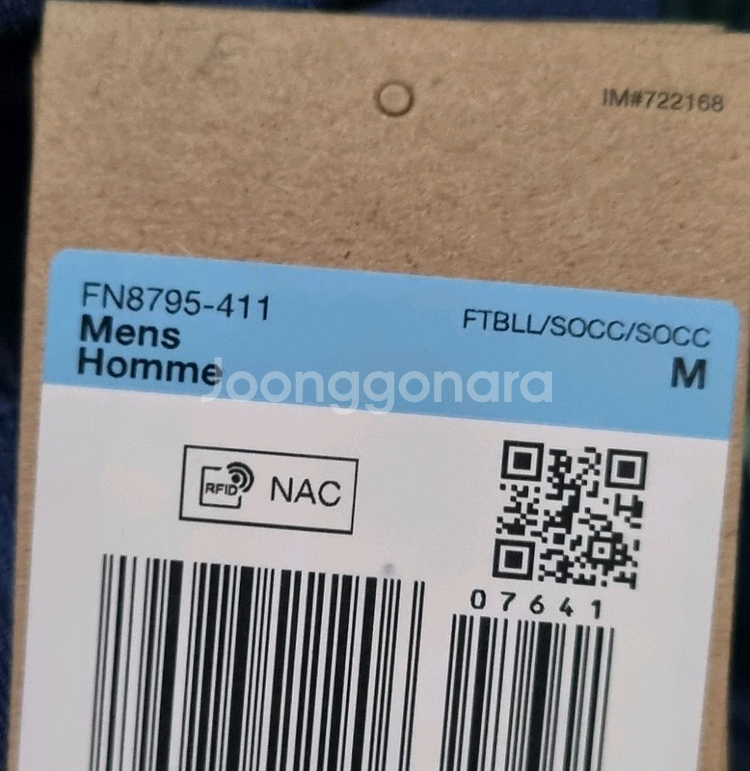 IM#722168
FN8795-411
FTBLL/SOCC/SOCC
Mens
Homme
M
Joonggonara
RFID NAC
07641